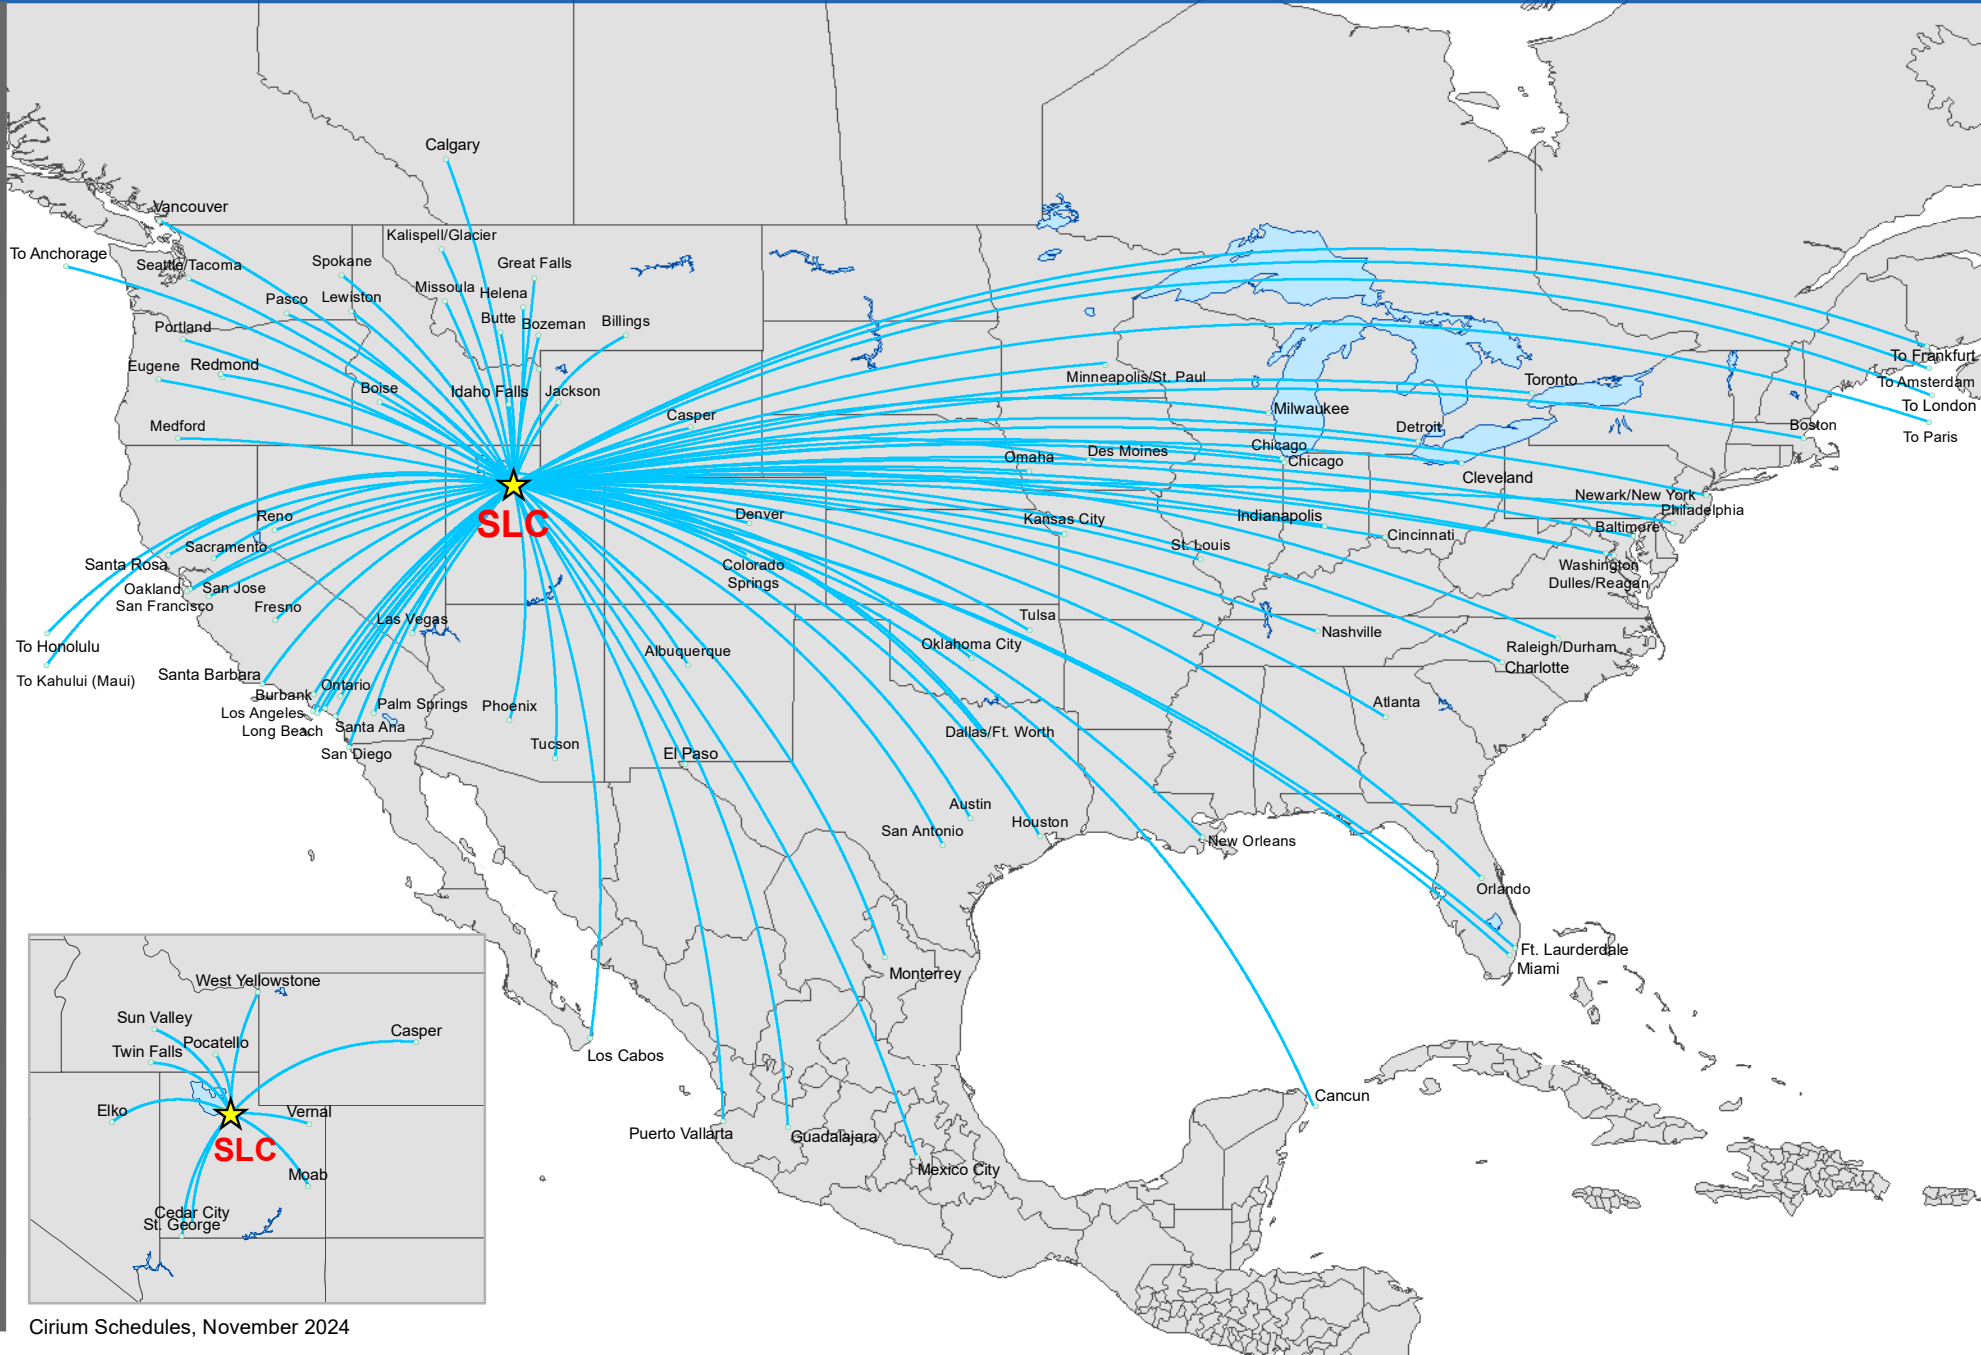 Calgary
Vancouver
Kalispell/Glacier
To Anchorage
Seattle/Tacoma
Spokane
Great Falls
Missoula
Helena
Pasco
Lewiston
Butte
Bozeman
Billings
Portland
Eugene
Redmond
Boise
Idaho Falls
Jackson
Medford
Casper
Minneapolis/St. Paul
Toronto
Milwaukee
Detroit
Boston
To Frankfurt
To Amsterdam
To London
To Paris
Chicago
Chicago
Des Moines
Omaha
Cleveland
Newark/New York
Philadelphia
Baltimore
SLC
Reno
Denver
Kansas City
Indianapolis
Cincinnati
St. Louis
Washington
Dulles/Reagan
Sacramento
Santa Rosa
Oakland
San Jose
San Francisco
Fresno
Colorado
Springs
Las Vegas
Tulsa
Oklahoma City
Nashville
Raleigh/Durham
Charlotte
To Honolulu
To Kahului (Maui)
Albuquerque
Santa Barbara
Burbank
Ontario
Los Angeles
Palm Springs
Long Beach
Santa Ana
San Diego
Phoenix
Tucson
El Paso
Dallas/Ft. Worth
Atlanta
Austin
San Antonio
Houston
New Orleans
Orlando
Ft. Laurderdale
Miami
Monterrey
Los Cabos
Puerto Vallarta
Guadalajara
Mexico City
Cancun
West Yellowstone
Sun Valley
Pocatello
Twin Falls
Casper
Elko
Vernal
SLC
Moab
Cedar City
St. George
Cirium Schedules, November 2024